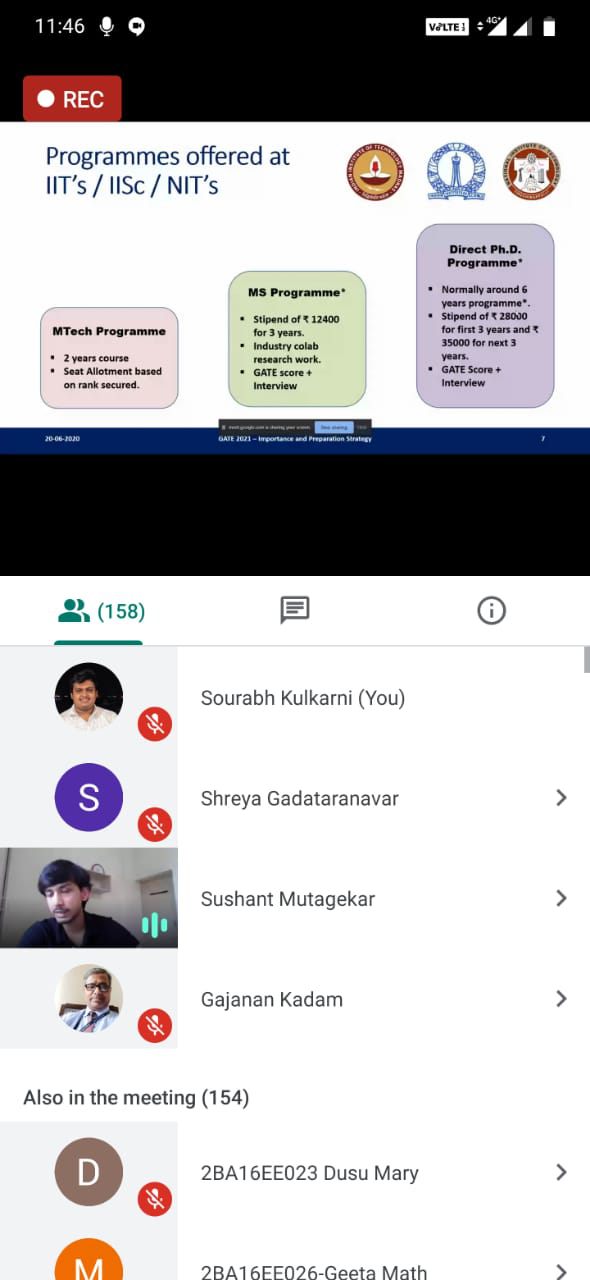 11:46
VoLTE 1
4G+
REC
Programmes offered at
IIT's / IISc / NIT's
MTech Programme
▪ 2 years course
▪ Seat Allotment based
on rank secured.
MS Programme*
▪ Stipend of ₹ 12400
for 3 years.
▪ Industry colab
research work.
▪ GATE score +
Interview
Direct Ph.D.
Programme*
▪ Normally around 6
years programme*.
▪ Stipend of ₹ 28000
for first 3 years and ₹
35000 for next 3
years.
▪ GATE Score +
Interview
meet.google.com is sharing your screen. Stop sharing Hide
20-06-2020
GATE 2021 – Importance and Preparation Strategy
7
(158)
Sourabh Kulkarni (You)
S
Shreya Gadataranavar
Sushant Mutagekar
Gajanan Kadam
Also in the meeting (154)
D
2BA16EE023 Dusu Mary
M
2BA16EE026-Geeta Math